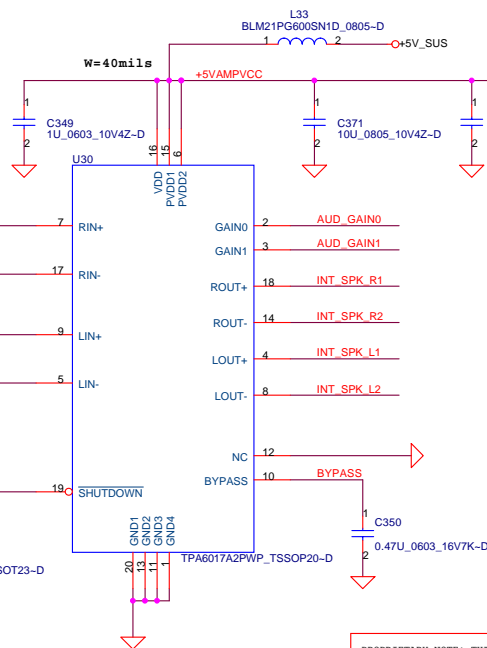 L33
BLM21PG600SN1D_0805~D
1 2 +5V_SUS
W=40mils
+5VAMPVCC
1 1 1
C349
1U_0603_10V4Z~D
C371
10U_0805_10V4Z~D
2 2 2
U30
16 15 6
VDD PVDD1 PVDD2
7 RIN+
GAIN0 2 AUD_GAIN0
GAIN1 3 AUD_GAIN1
17 RIN-
ROUT+ 18 INT_SPK_R1
ROUT- 14 INT_SPK_R2
9 LIN+
LOUT+ 4 INT_SPK_L1
5 LIN-
LOUT- 8 INT_SPK_L2
NC 12
BYPASS 10 BYPASS
19 SHUTDOWN
1
C350
0.47U_0603_16V7K~D
2
GND1 GND2 GND3 GND4
TPA6017A2PWP_TSSOP20~D
20 13 11 1
SOT23~D